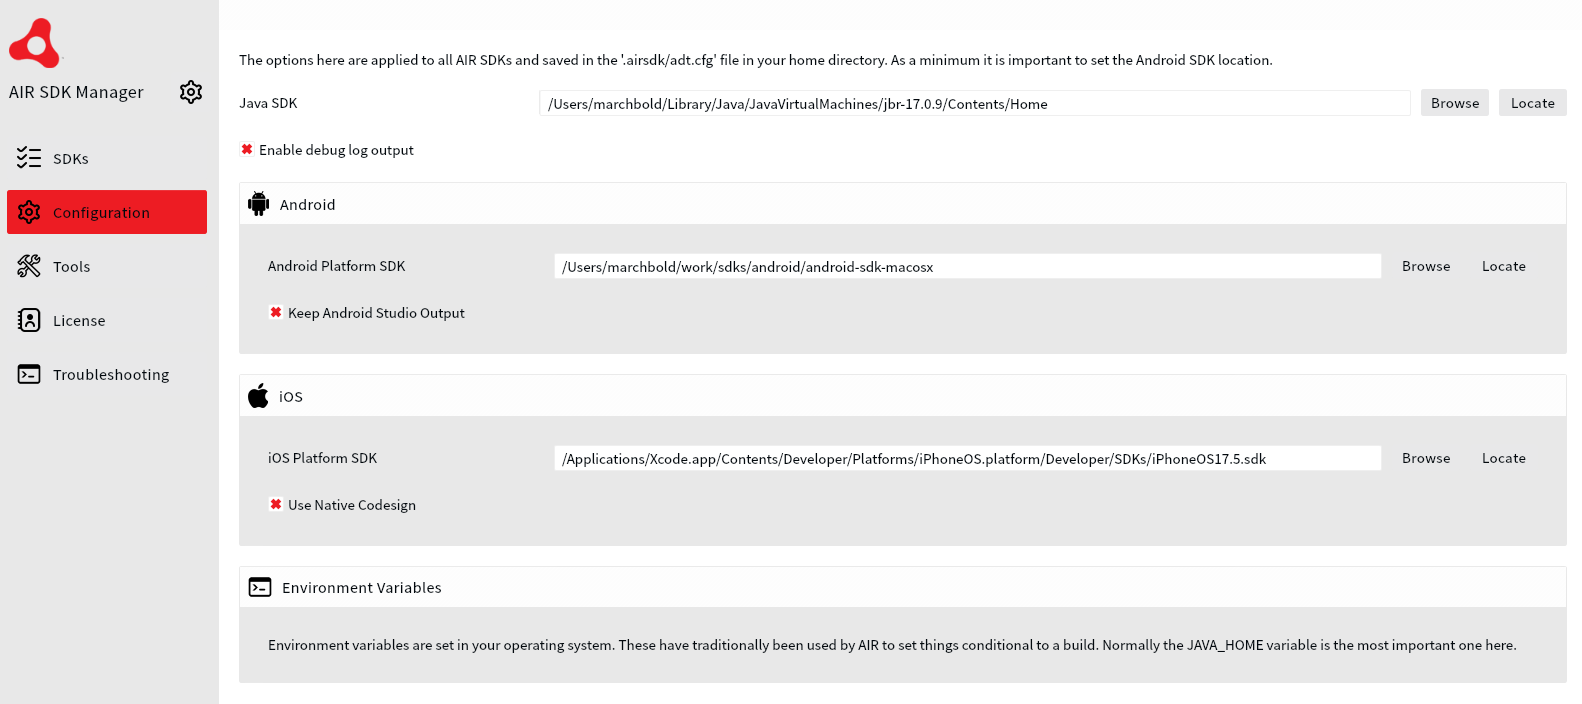 The options here are applied to all AIR SDKs and saved in the '.airsdk/adt.cfg' file in your home directory. As a minimum it is important to set the Android SDK location.
AIR SDK Manager
Java SDK
/Users/marchbold/Library/Java/JavaVirtualMachines/jbr-17.0.9/Contents/Home
Browse
Locate
Enable debug log output
SDKs
Configuration
Tools
License
Troubleshooting
Android
Android Platform SDK
/Users/marchbold/work/sdks/android/android-sdk-macosx
Browse
Locate
Keep Android Studio Output
iOS
iOS Platform SDK
/Applications/Xcode.app/Contents/Developer/Platforms/iPhoneOS.platform/Developer/SDKs/iPhoneOS17.5.sdk
Browse
Locate
Use Native Codesign
Environment Variables
Environment variables are set in your operating system. These have traditionally been used by AIR to set things conditional to a build. Normally the JAVA_HOME variable is the most important one here.